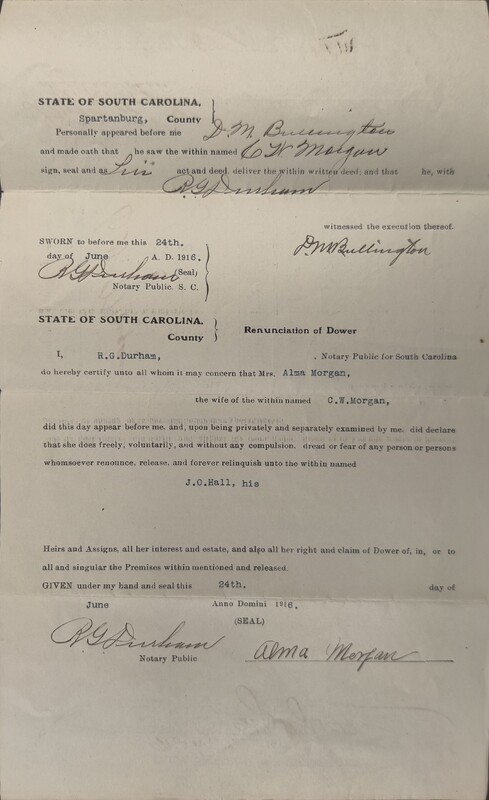 STATE OF SOUTH CAROLINA,
Spartanburg, County
Personally appeared before me D. M. Bullington
and made oath that he saw the within named C W Morgan
sign, seal and as his act and deed, deliver the within written deed; and that he, with
R G Durham
witnessed the execution thereof.
SWORN to before me this 24th.
day of June A. D. 1916.
D. M. Bullington
R G Durham (Seal)
Notary Public. S. C.
STATE OF SOUTH CAROLINA,
County
Renunciation of Dower
I, R.G.Durham, , Notary Public for South Carolina
do hereby certify unto all whom it may concern that Mrs. Alma Morgan,
the wife of the within named C.W.Morgan,
did this day appear before me, and, upon being privately and separately examined by me, did declare
that she does freely, voluntarily, and without any compulsion, dread or fear of any person or persons
whomsoever renounce, release, and forever relinquish unto the within named
J.O.Hall, his
Heirs and Assigns, all her interest and estate, and also all her right and claim of Dower of, in, or to
all and singular the Premises within mentioned and released.
GIVEN under my hand and seal this 24th. day of
June Anno Domini 1916.
(SEAL)
R G Durham
Notary Public
Alma Morgan